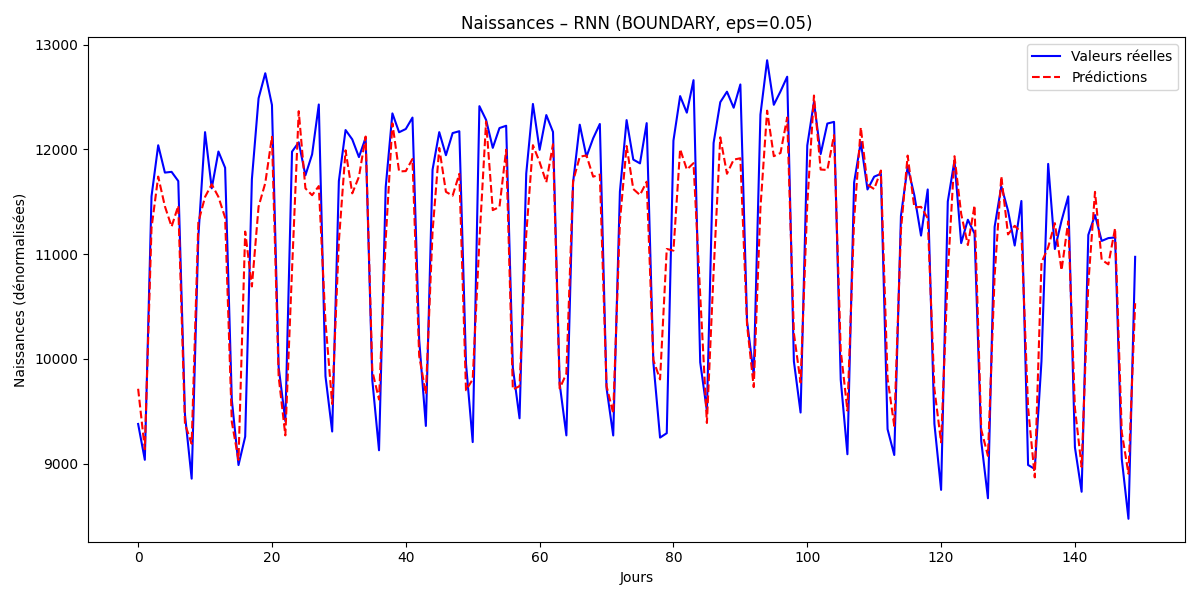 Naissances – RNN (BOUNDARY, eps=0.05)
Valeurs réelles
Prédictions
Naissances (dénormalisées)
13000
12000
11000
10000
9000
0 20 40 60 80 100 120 140
Jours